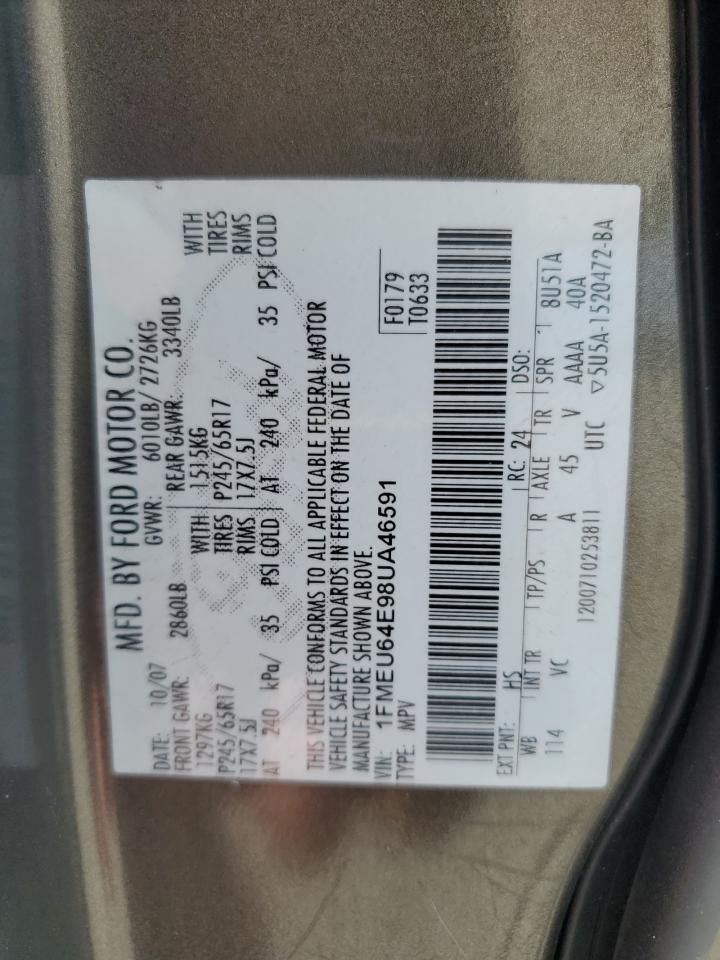 MFD. BY FORD MOTOR CO.
DATE: 10/07 GVWR: 6010LB/ 2726KG
FRONT GAWR: 2860LB REAR GAWR: 3340LB
1297KG WITH 1515KG WITH
P245/65R17 TIRES P245/65R17 TIRES
17X7.5J RIMS 17X7.5J RIMS
AT 240 kPa/ 35 PSI COLD AT 240 kPa/ 35 PSI COLD
THIS VEHICLE CONFORMS TO ALL APPLICABLE FEDERAL MOTOR
VEHICLE SAFETY STANDARDS IN EFFECT ON THE DATE OF
MANUFACTURE SHOWN ABOVE.
VIN: 1FMEU64E98UA46591 F0179
TYPE: MPV T0633
EXT PNT: HS RC: 24 DSO:
WB INT TR TP/PS R AXLE TR SPR 8U51A
114 VC A 45 V AAAA 40A
UTC ▽5U5A-1520472-BA
1200710253811